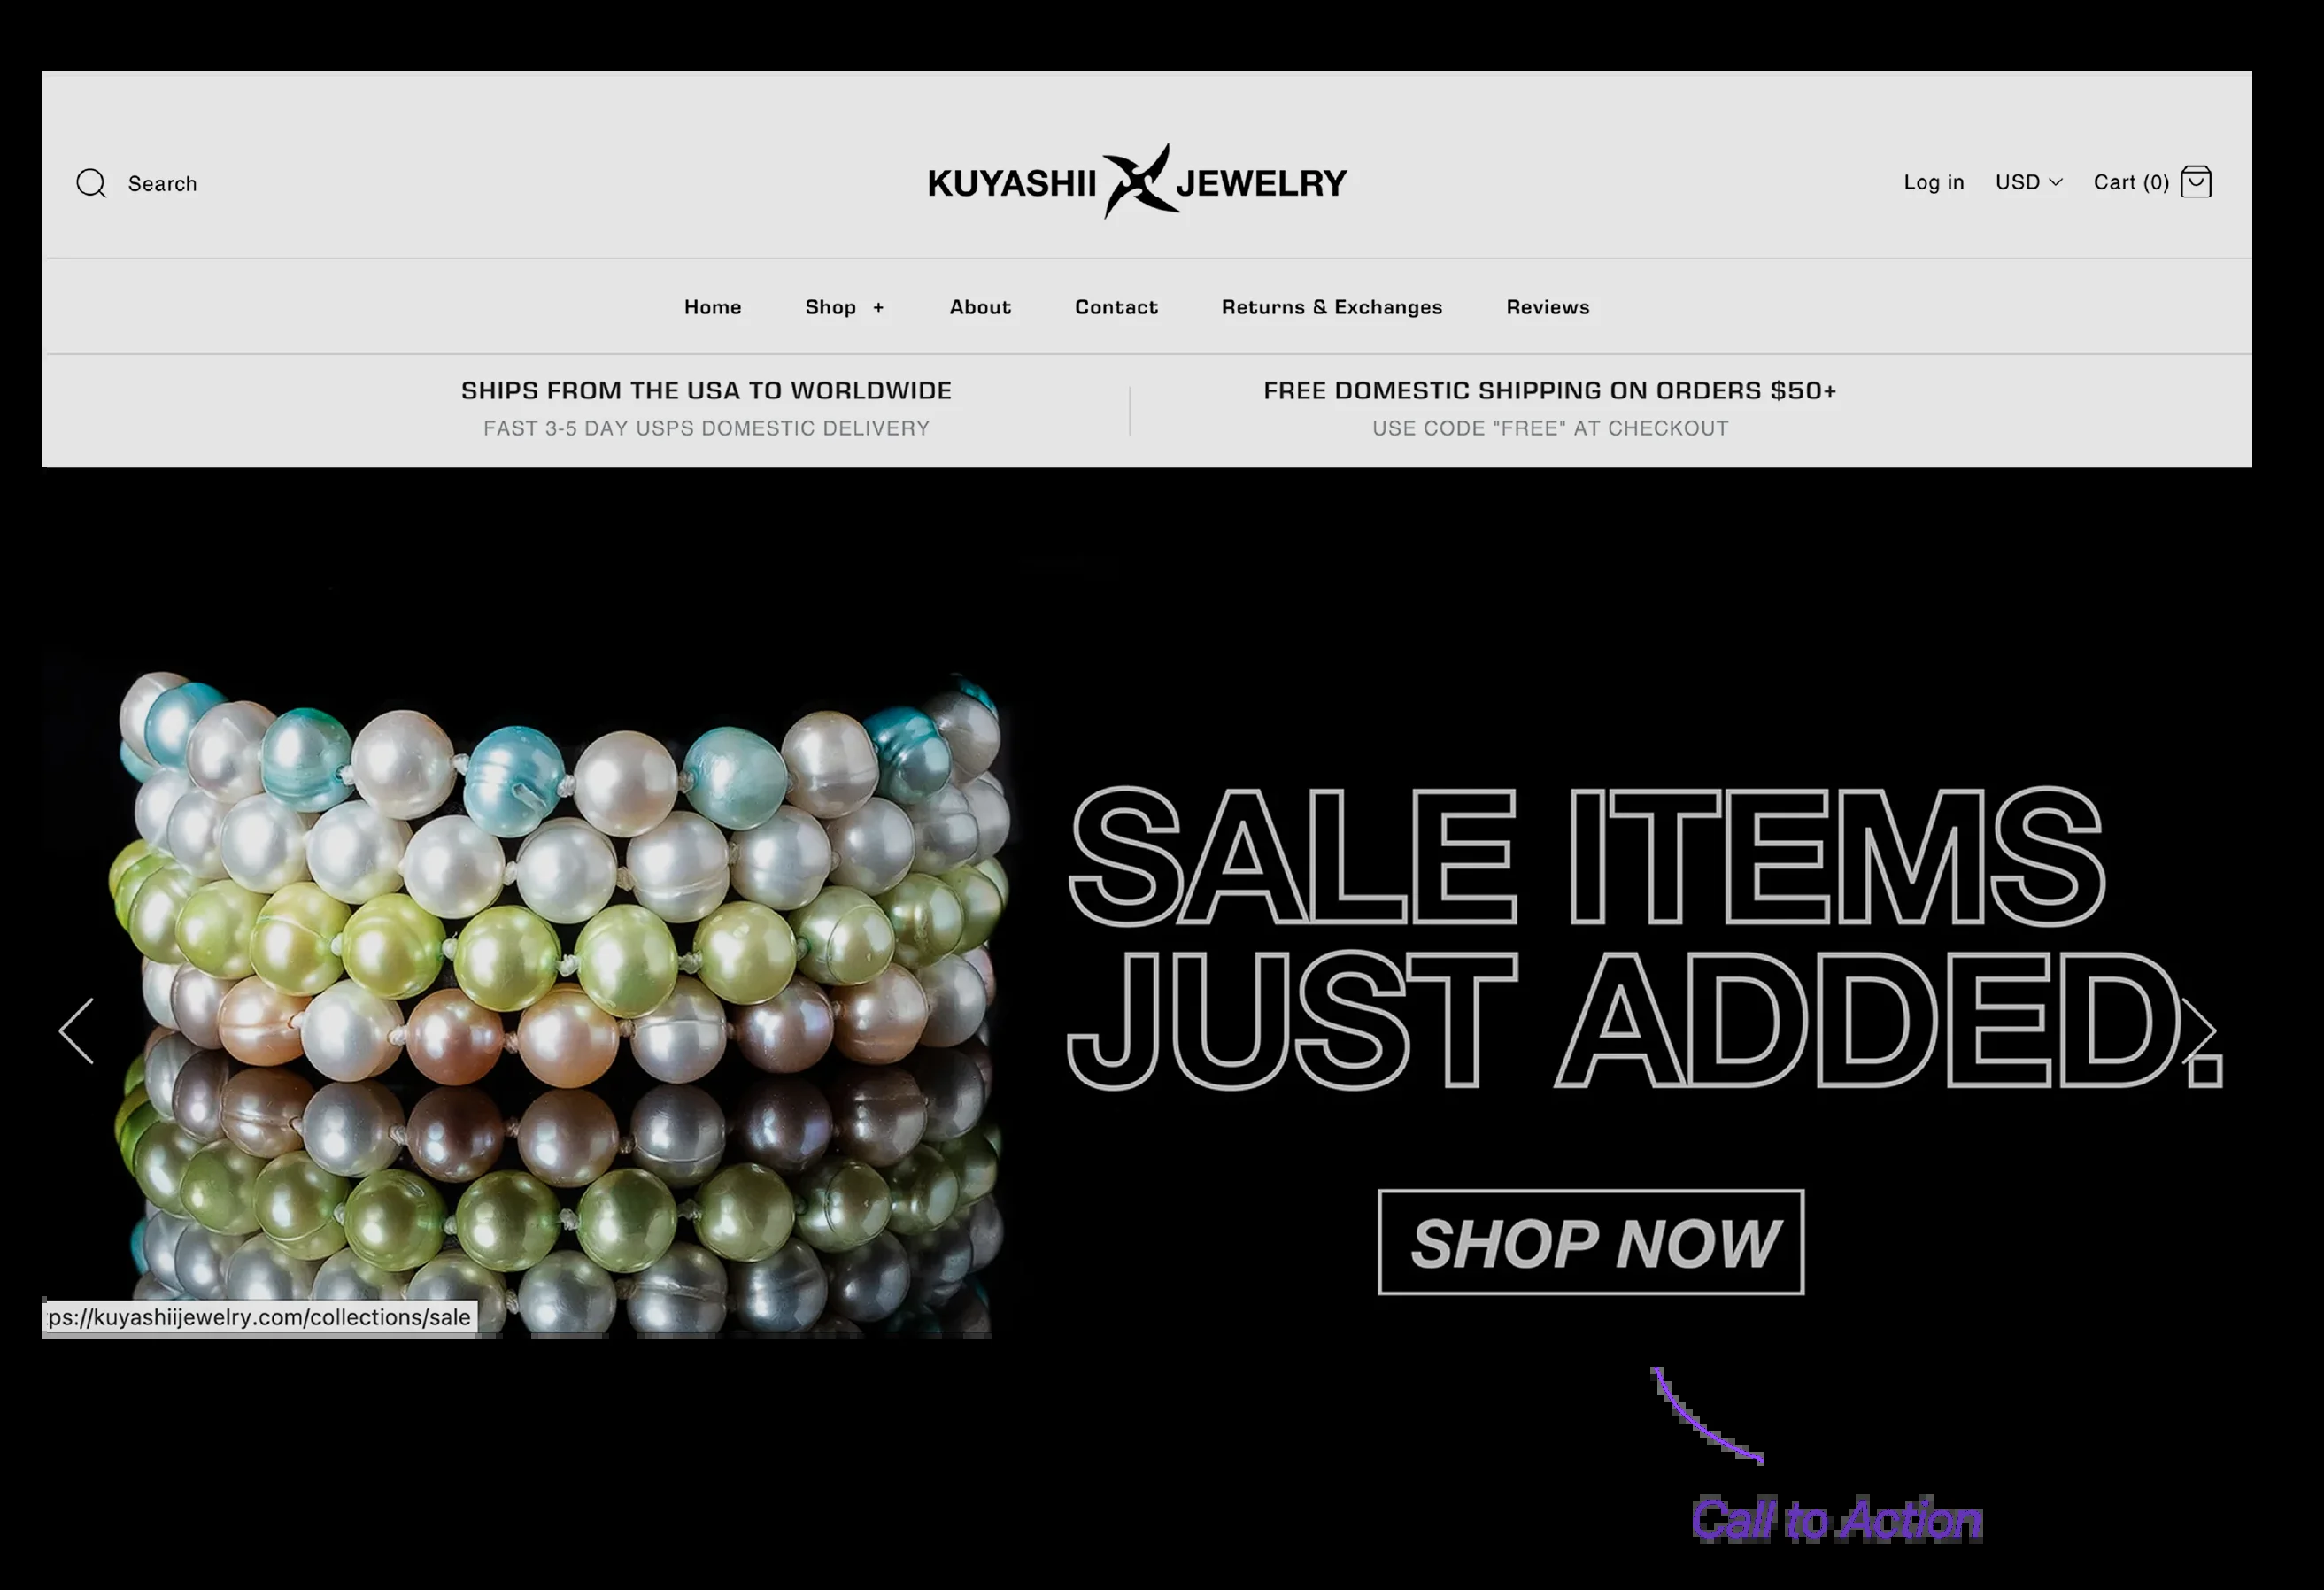 Search
KUYASHII JEWELRY
Log in USD Cart (0)
Home Shop + About Contact Returns & Exchanges Reviews
SHIPS FROM THE USA TO WORLDWIDE
FAST 3-5 DAY USPS DOMESTIC DELIVERY
FREE DOMESTIC SHIPPING ON ORDERS $50+
USE CODE "FREE" AT CHECKOUT
SALE ITEMS
JUST ADDED.
SHOP NOW
ps://kuyashiijewelry.com/collections/sale
Call to Action